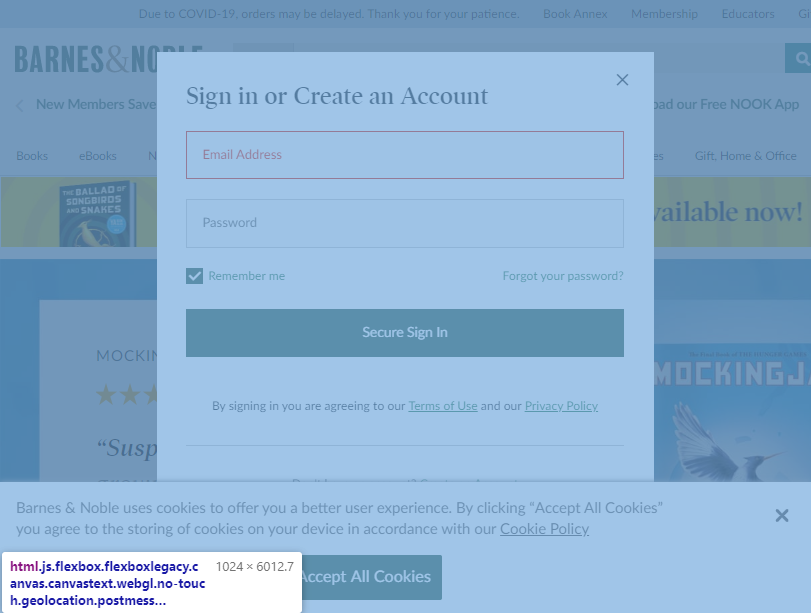 Due to COVID-19, orders may be delayed. Thank you for your patience. Book Annex Membership Educators Gi
BARNES & NO
New Members Save
oad our Free NOOK App
Books eBooks N
es Gift, Home & Office
THE BALLAD OF
SONGBIRDS
AND SNAKES
vailable now!
Sign in or Create an Account
Email Address
Password
Remember me Forgot your password?
Secure Sign In
By signing in you are agreeing to our Terms of Use and our Privacy Policy
MOCKIN
“Susp
MOCKINGJA
Barnes & Noble uses cookies to offer you a better user experience. By clicking “Accept All Cookies”
you agree to the storing of cookies on your device in accordance with our Cookie Policy
Accept All Cookies
html.js.flexbox.flexboxlegacy.c 1024 × 6012.7
anvas.canvastext.webgl.no-touc
h.geolocation.postmess...